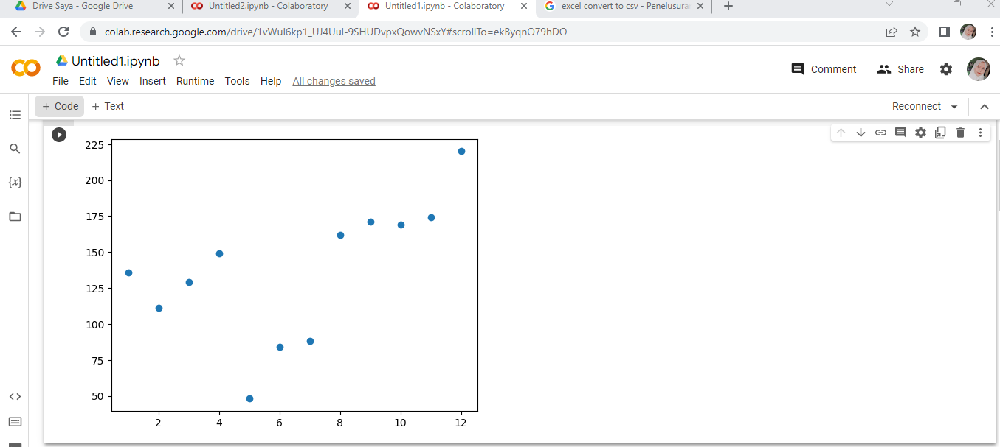 Drive Saya - Google Drive
Untitled2.ipynb - Colaboratory
Untitled1.ipynb - Colaboratory
excel convert to csv - Penelusura
colab.research.google.com/drive/1vWul6kp1_UJ4UuI-9SHUDvpxQowvNSxY#scrollTo=ekByqnO79hDO
Untitled1.ipynb
File Edit View Insert Runtime Tools Help All changes saved
Comment
Share
+ Code + Text
Reconnect
{x}
225
200
175
150
125
100
75
50
2 4 6 8 10 12